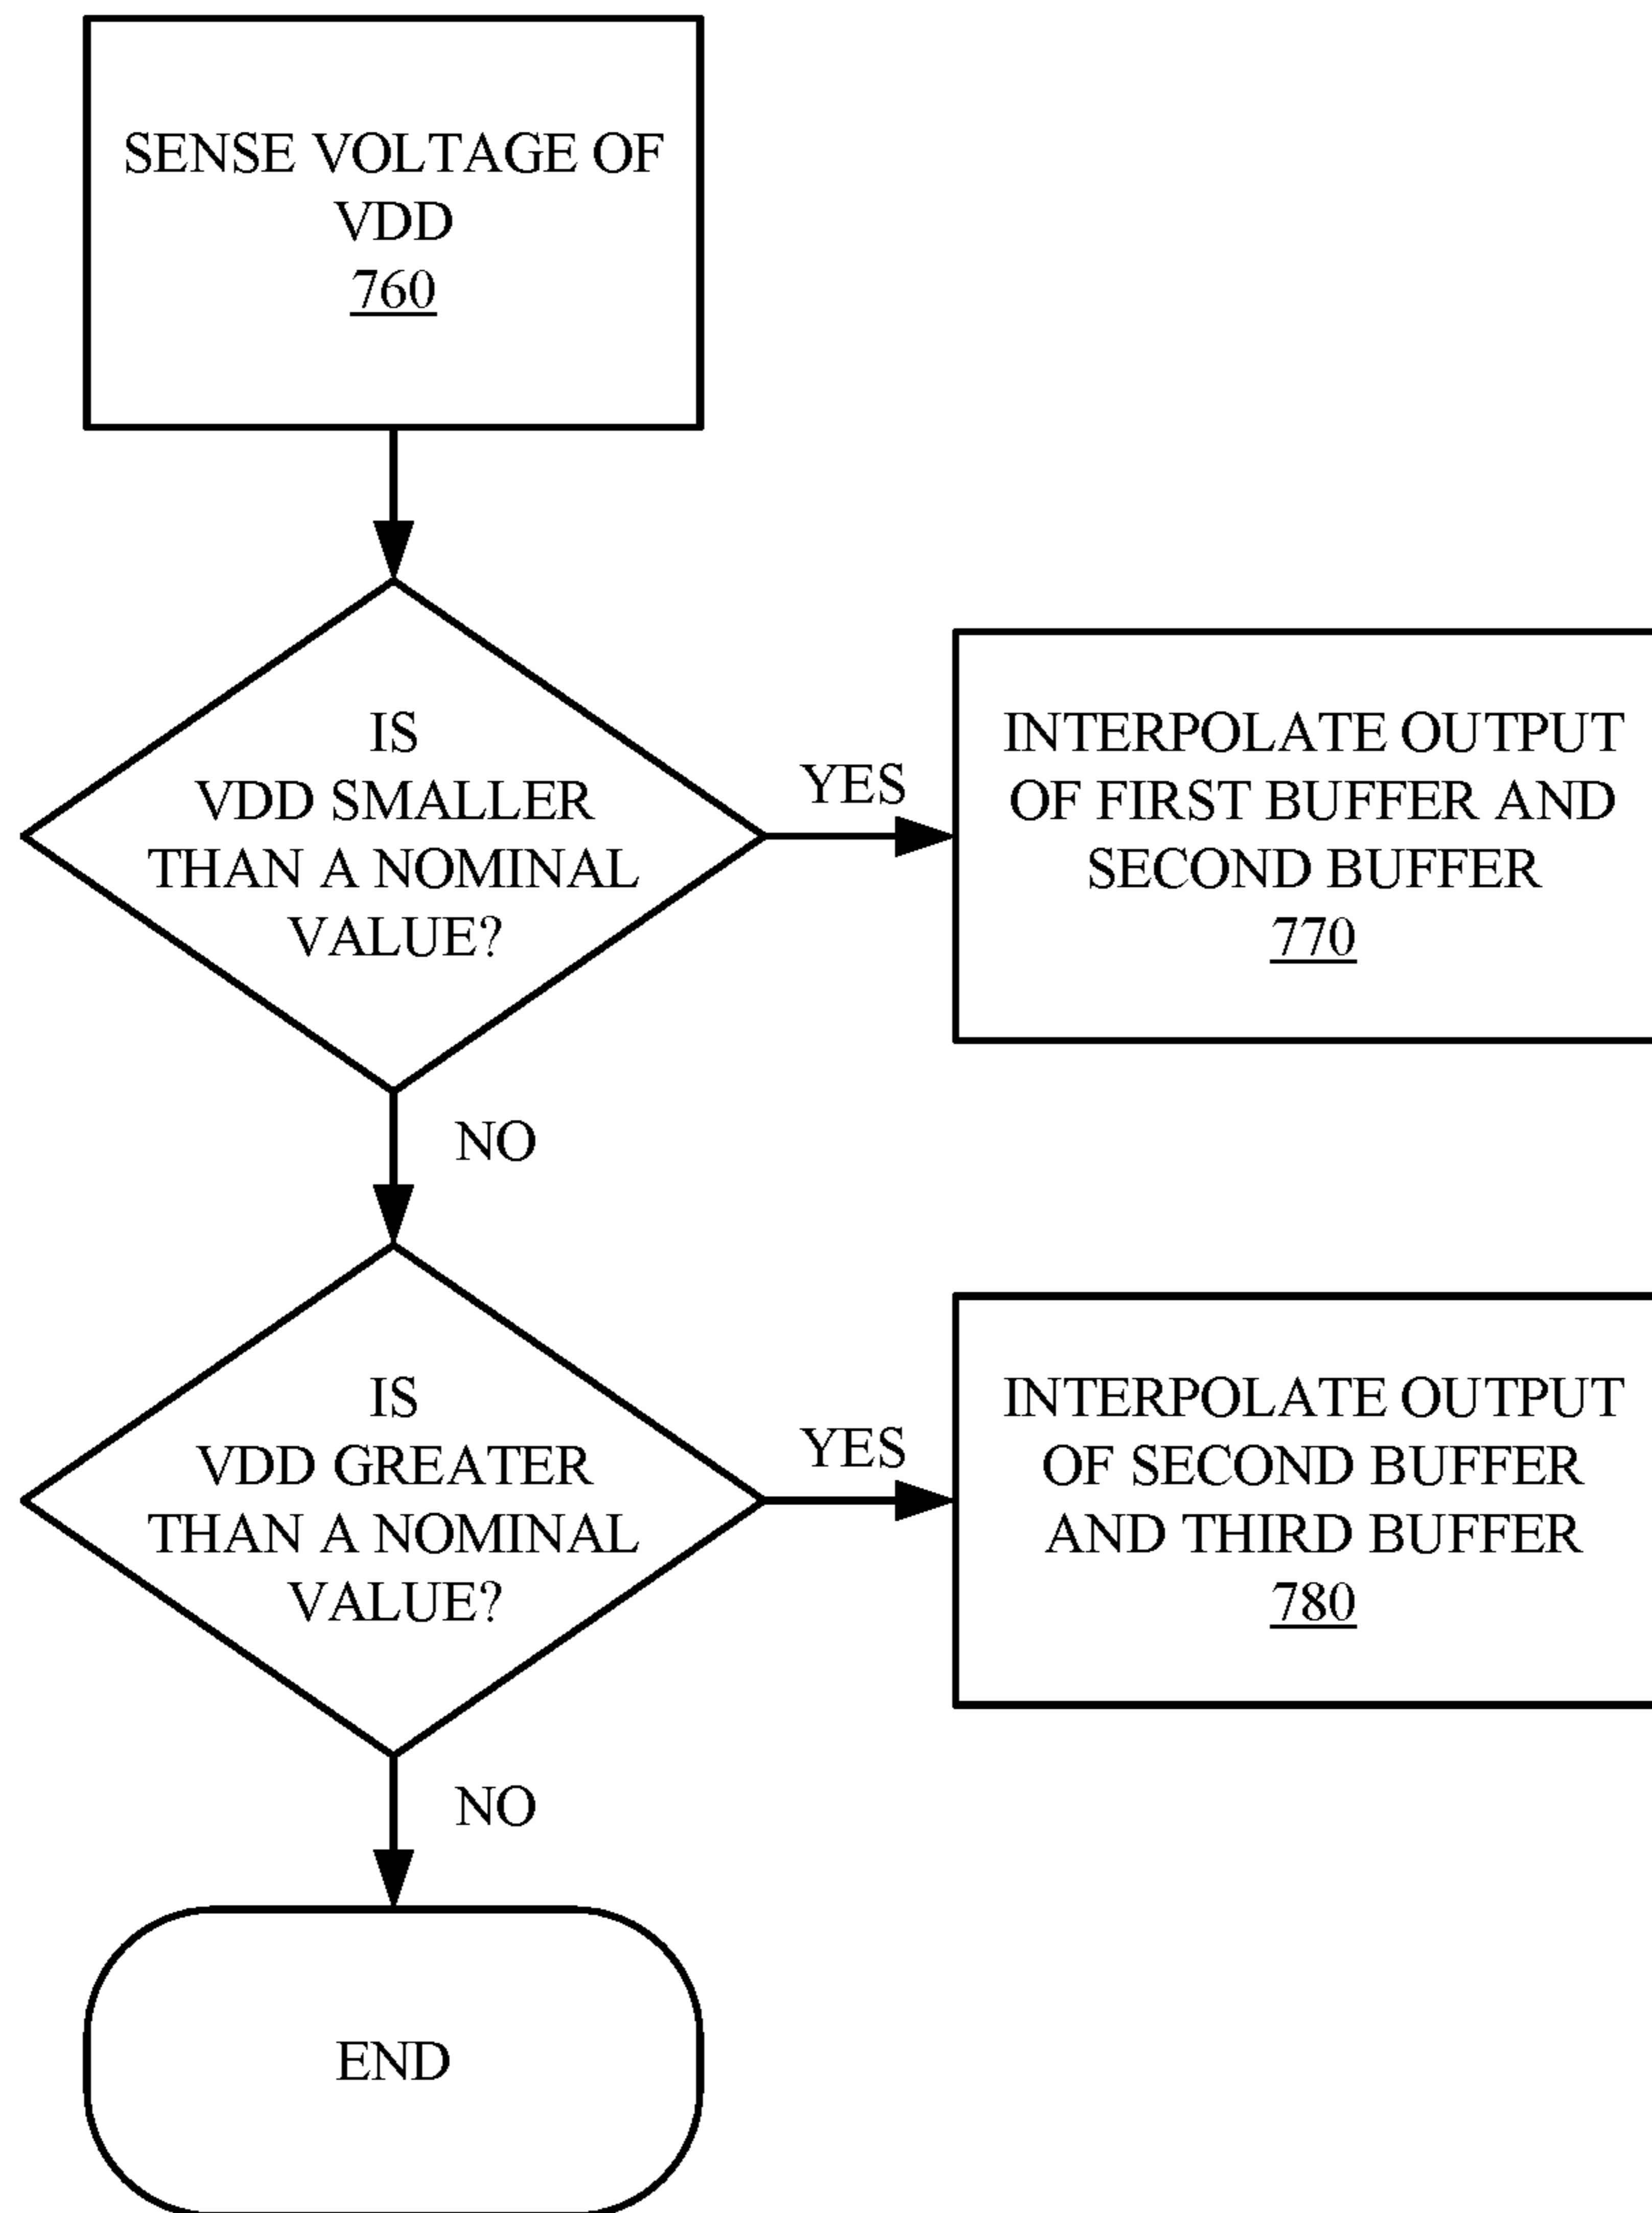 SENSE VOLTAGE OF
VDD
760
IS
VDD SMALLER
THAN A NOMINAL
VALUE?
YES
INTERPOLATE OUTPUT
OF FIRST BUFFER AND
SECOND BUFFER
770
NO
IS
VDD GREATER
THAN A NOMINAL
VALUE?
YES
INTERPOLATE OUTPUT
OF SECOND BUFFER
AND THIRD BUFFER
780
NO
END